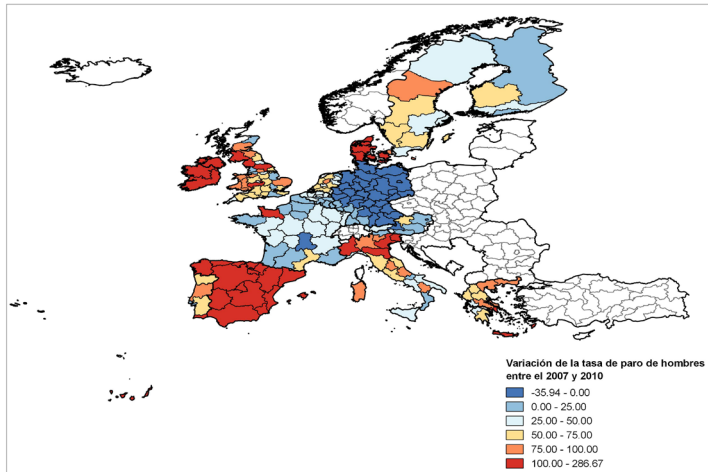 Variación de la tasa de paro de hombres
entre el 2007 y 2010
-35.94 - 0.00
0.00 - 25.00
25.00 - 50.00
50.00 - 75.00
75.00 - 100.00
100.00 - 286.67